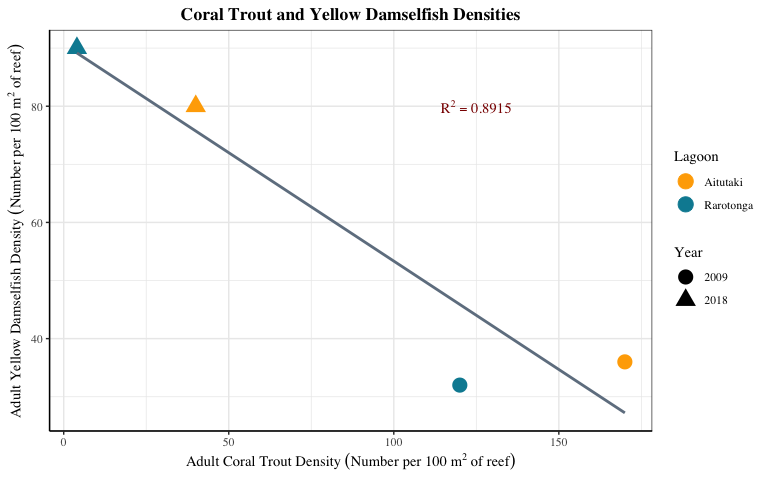 Coral Trout and Yellow Damselfish Densities
Adult Yellow Damselfish Density (Number per 100 m² of reef)
80
60
40
R² = 0.8915
0
50
100
150
Adult Coral Trout Density (Number per 100 m² of reef)
Lagoon
Aitutaki
Rarotonga
Year
2009
2018